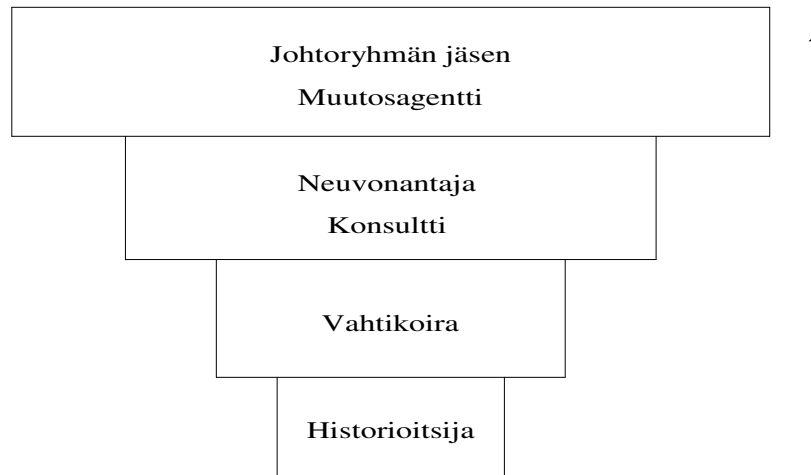 Johtoryhmän jäsen
Muutosagentti
Neuvonantaja
Konsultti
Vahtikoira
Historioitsija